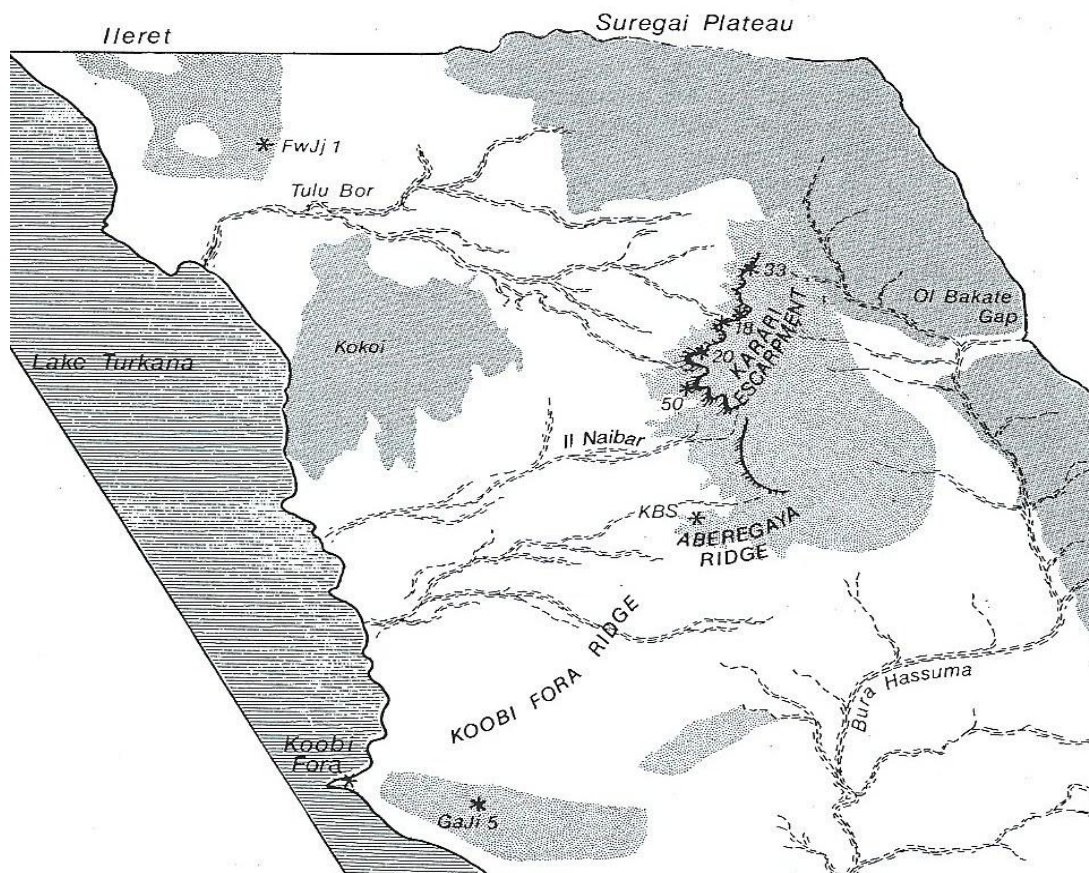 Ileret
Suregai Plateau
FwJj 1
Tulu Bor
33
Ol Bakate
Gap
18
KARARI
ESCARPMENT
Kokoi
Lake Turkana
20
50
Il Naibar
KBS
ABEREGAYA
RIDGE
KOOBI FORA RIDGE
Bura Hassuma
Koobi
Fora
GaJi 5